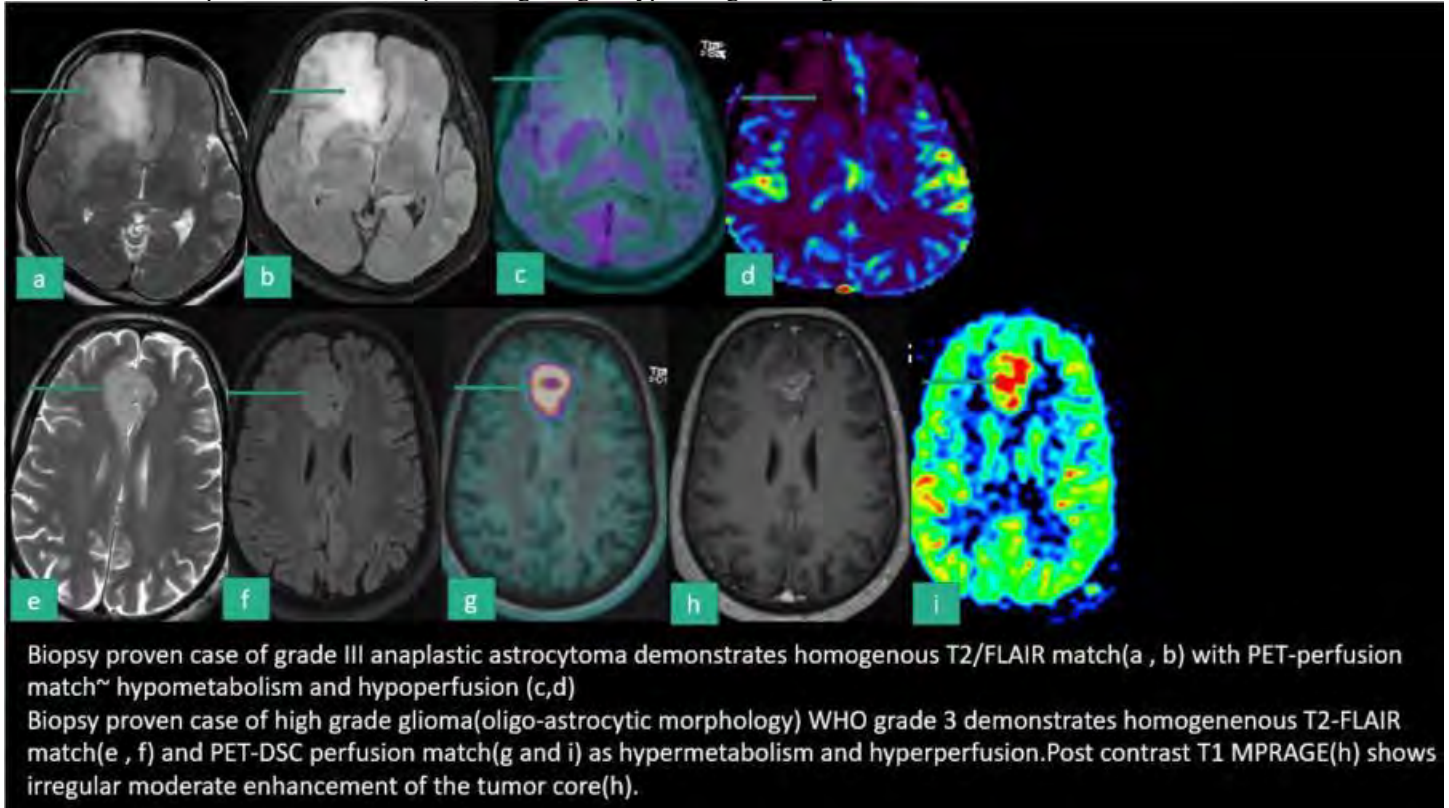 a
b
c
d
e
f
g
h
i
Biopsy proven case of grade III anaplastic astrocytoma demonstrates homogenous T2/FLAIR match(a , b) with PET-perfusion
match~ hypometabolism and hypoperfusion (c,d)
Biopsy proven case of high grade glioma(oligo-astrocytic morphology) WHO grade 3 demonstrates homogenenous T2-FLAIR
match(e , f) and PET-DSC perfusion match(g and i) as hypermetabolism and hyperperfusion.Post contrast T1 MPRAGE(h) shows
irregular moderate enhancement of the tumor core(h).